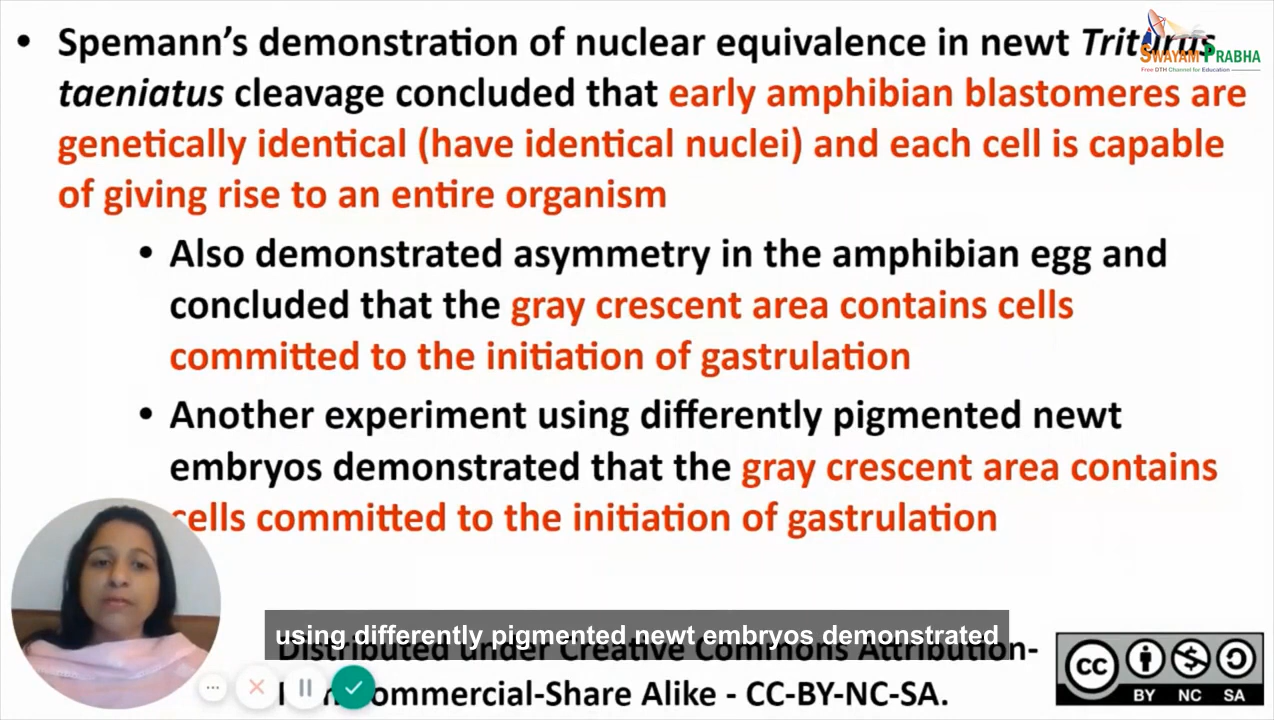 • Spemann's demonstration of nuclear equivalence in newt Triturus
taeniatus cleavage concluded that early amphibian blastomeres are
genetically identical (have identical nuclei) and each cell is capable
of giving rise to an entire organism
• Also demonstrated asymmetry in the amphibian egg and
concluded that the gray crescent area contains cells
committed to the initiation of gastrulation
• Another experiment using differently pigmented newt
embryos demonstrated that the gray crescent area contains
cells committed to the initiation of gastrulation
using differently pigmented newt embryos demonstrated
Distributed under Creative Commons Attribution-
Commercial-Share Alike - CC-BY-NC-SA.
SWAYAM PRABHA
Free DTH Channel for Education
cc
BY NC SA